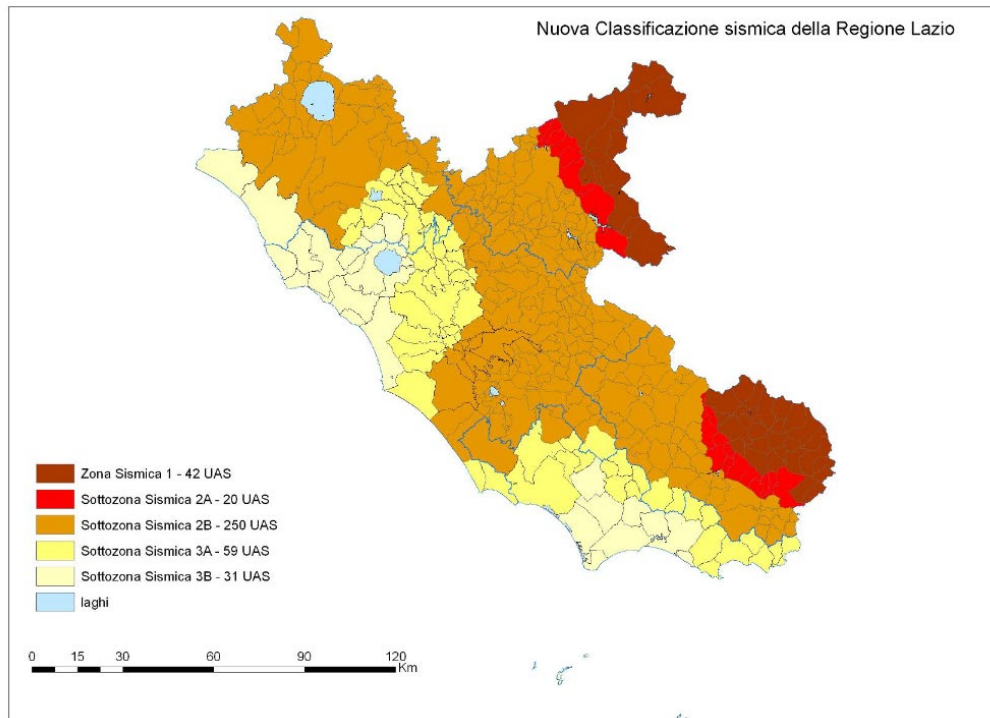 Nuova Classificazione sismica della Regione Lazio
Zona Sismica 1 - 42 UAS
Sottozona Sismica 2A - 20 UAS
Sottozona Sismica 2B - 250 UAS
Sottozona Sismica 3A - 59 UAS
Sottozona Sismica 3B - 31 UAS
laghi
0 15 30 60 90 120
Km